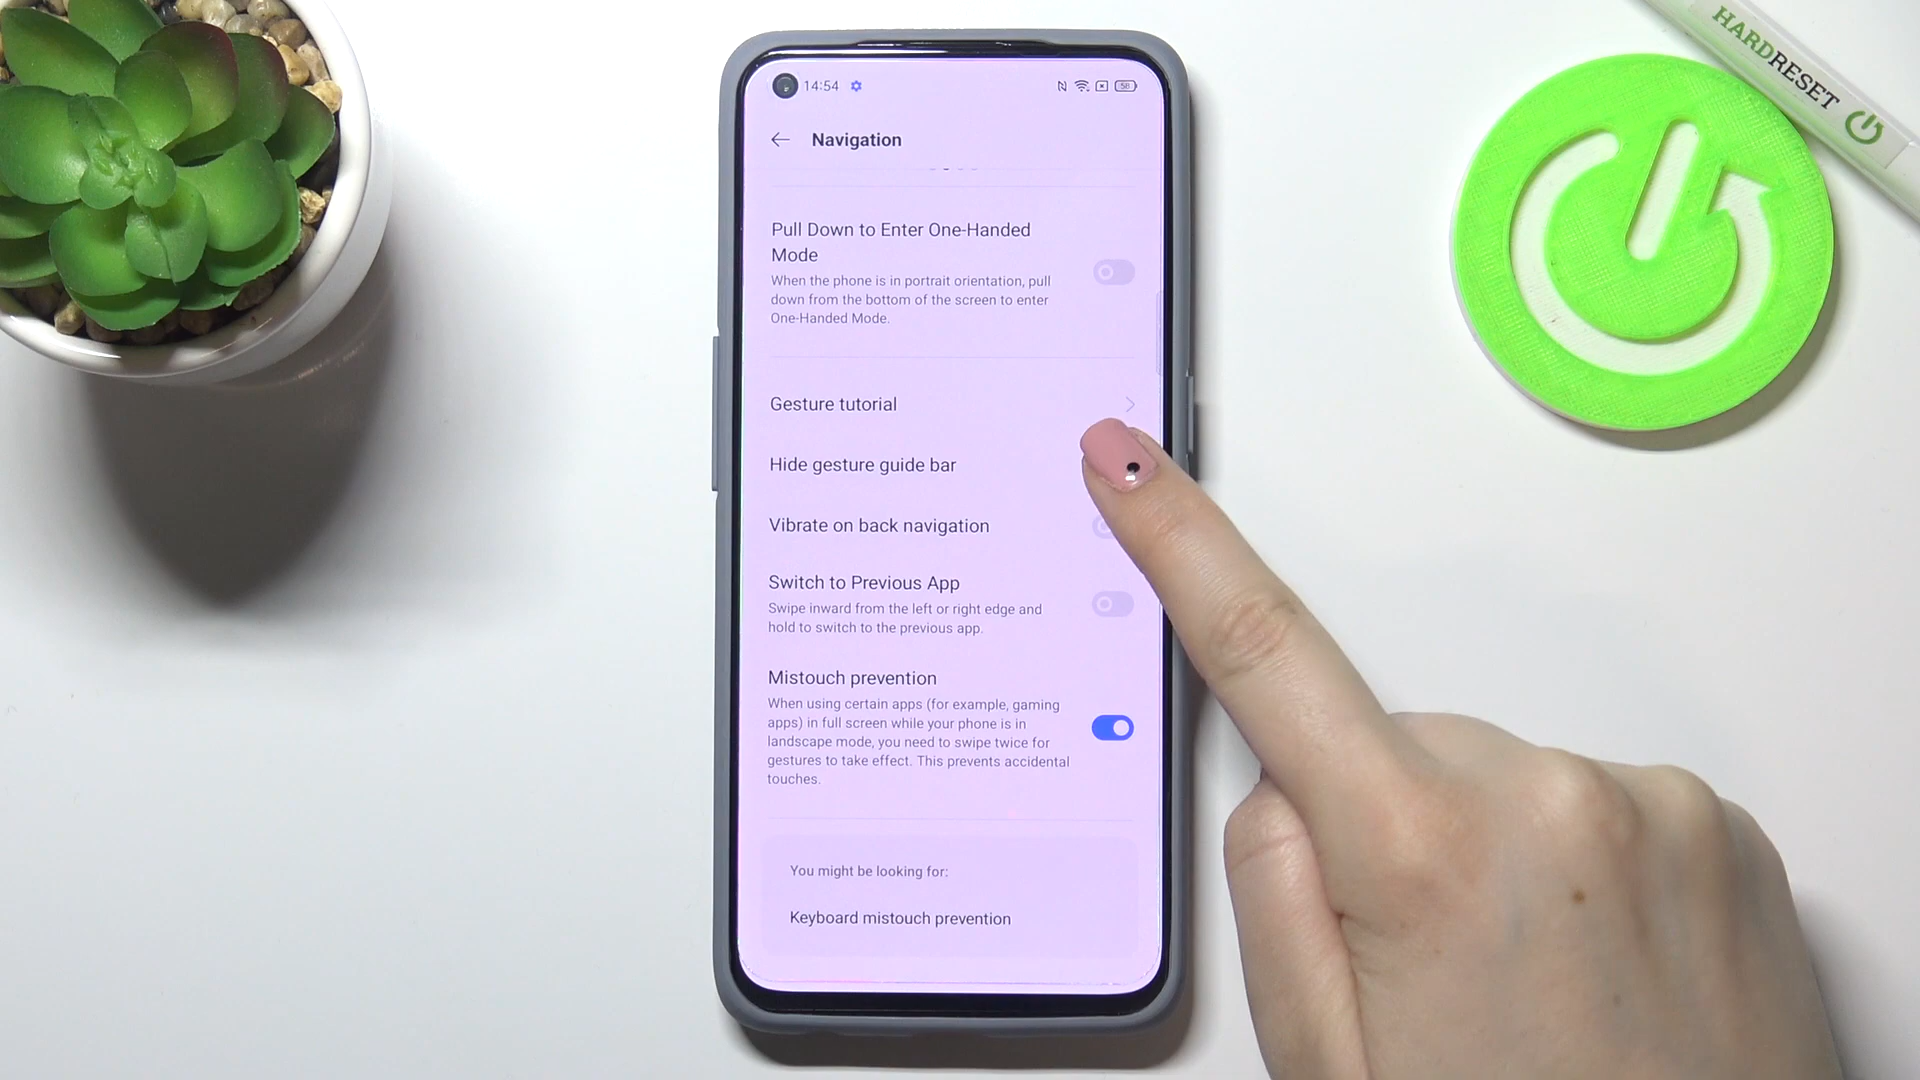 HARDRESET
14:54
58
Navigation
Pull Down to Enter One-Handed
Mode
When the phone is in portrait orientation, pull
down from the bottom of the screen to enter
One-Handed Mode.
Gesture tutorial
Hide gesture guide bar
Vibrate on back navigation
Switch to Previous App
Swipe inward from the left or right edge and
hold to switch to the previous app.
Mistouch prevention
When using certain apps (for example, gaming
apps) in full screen while your phone is in
landscape mode, you need to swipe twice for
gestures to take effect. This prevents accidental
touches.
You might be looking for:
Keyboard mistouch prevention